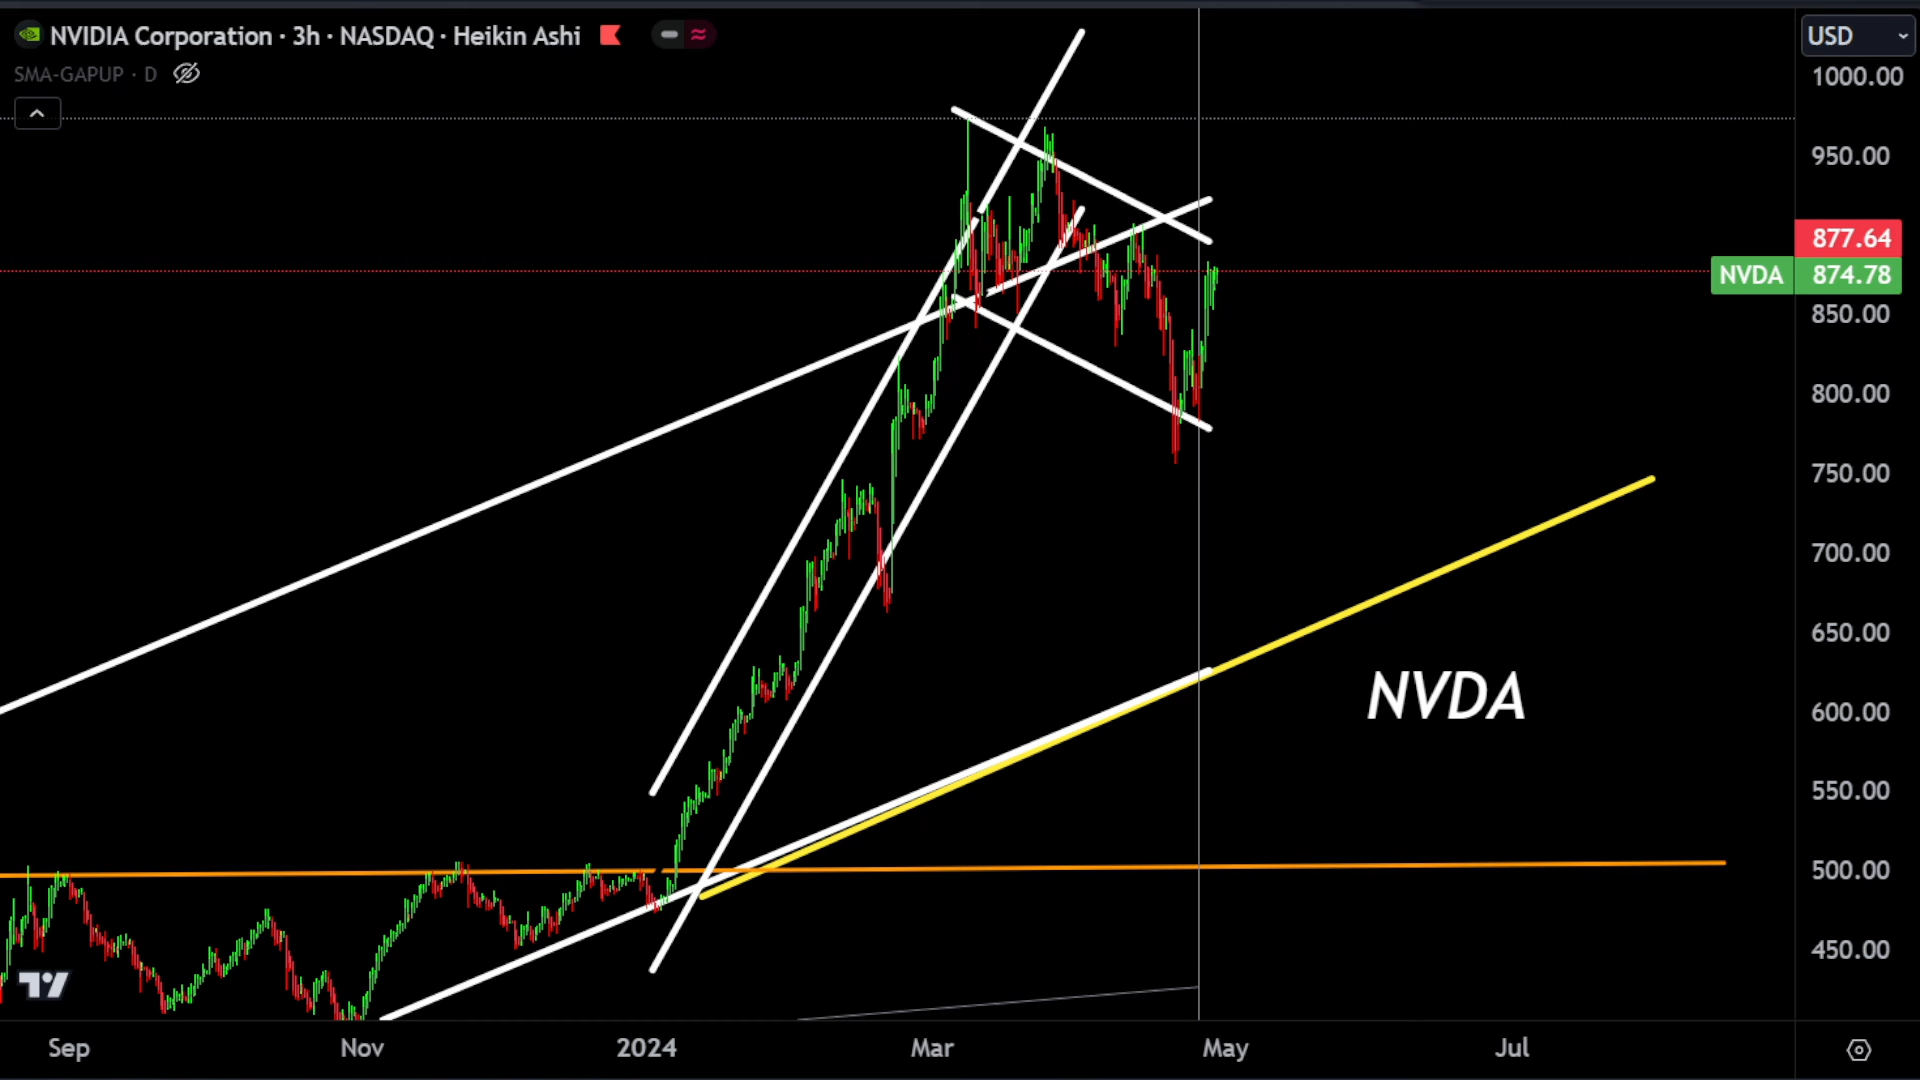 NVIDIA Corporation · 3h · NASDAQ · Heikin Ashi
SMA-GAPUP · D
USD
1000.00
950.00
877.64
NVDA 874.78
850.00
800.00
750.00
700.00
650.00
NVDA
600.00
550.00
500.00
450.00
Sep Nov 2024 Mar May Jul